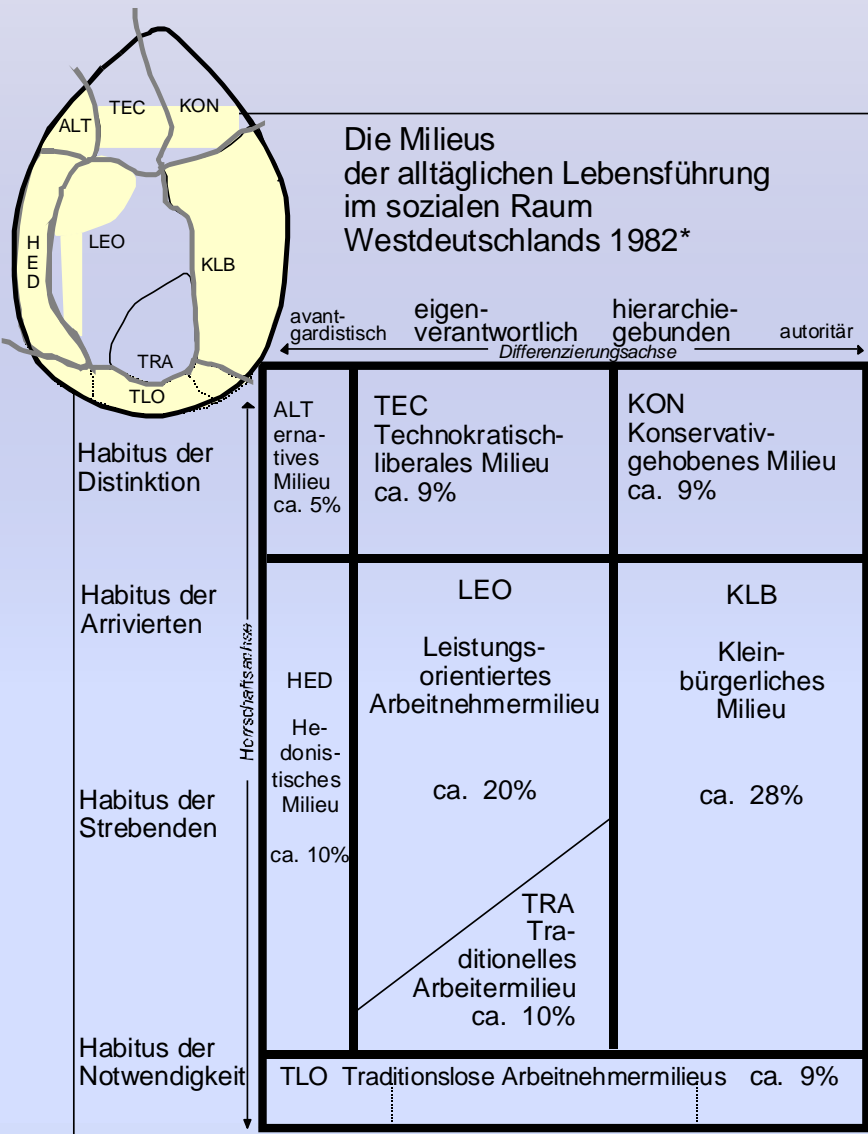 TEC
KON
ALT
LEO
H
E
D
KLB
TRA
TLO
Die Milieus
der alltäglichen Lebensführung
im sozialen Raum
Westdeutschlands 1982*
avant-
gardistisch
eigen-
verantwortlich
hierarchie-
gebunden
autoritär
Differenzierungsachse
Herrschaftsachse
Habitus der
Distinktion
Habitus der
Arrivierten
Habitus der
Strebenden
Habitus der
Notwendigkeit
ALT
erna-
tives
Milieu
ca. 5%
TEC
Technokratisch-
liberales Milieu
ca. 9%
KON
Konservativ-
gehobenes Milieu
ca. 9%
HED
He-
donis-
tisches
Milieu
ca. 10%
LEO
Leistungs-
orientiertes
Arbeitnehmermilieu
ca. 20%
KLB
Klein-
bürgerliches
Milieu
ca. 28%
TRA
Tra-
ditionelles
Arbeitermilieu
ca. 10%
TLO Traditionslose Arbeitnehmermilieus ca. 9%